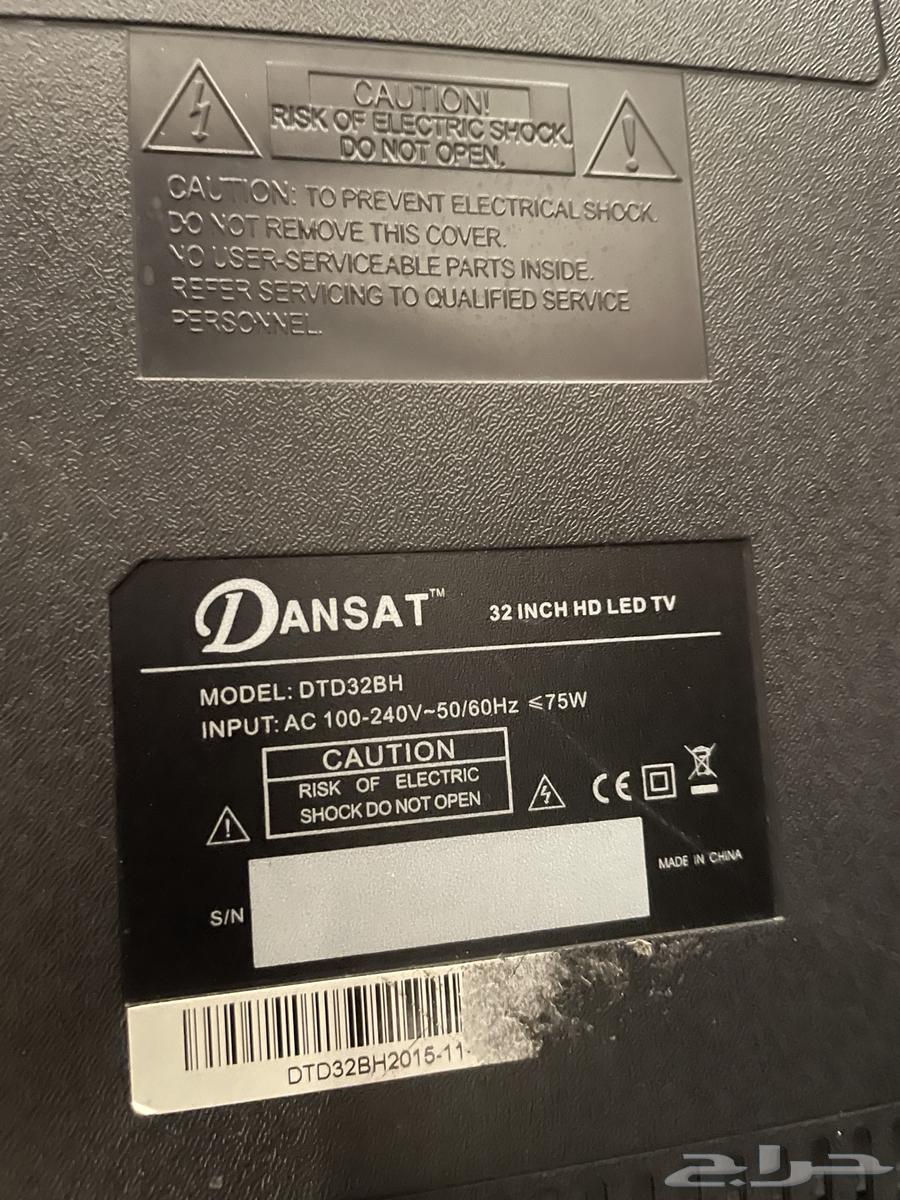 CAUTION!
RISK OF ELECTRIC SHOCK.
DO NOT OPEN.
CAUTION: TO PREVENT ELECTRICAL SHOCK.
DO NOT REMOVE THIS COVER.
NO USER-SERVICEABLE PARTS INSIDE.
REFER SERVICING TO QUALIFIED SERVICE
PERSONNEL.
DANSAT™ 32 INCH HD LED TV
MODEL: DTD32BH
INPUT: AC 100-240V~50/60Hz ≤75W
CAUTION
RISK OF ELECTRIC
SHOCK DO NOT OPEN
CE
MADE IN CHINA
S/N
DTD32BH2015-11-
حراج